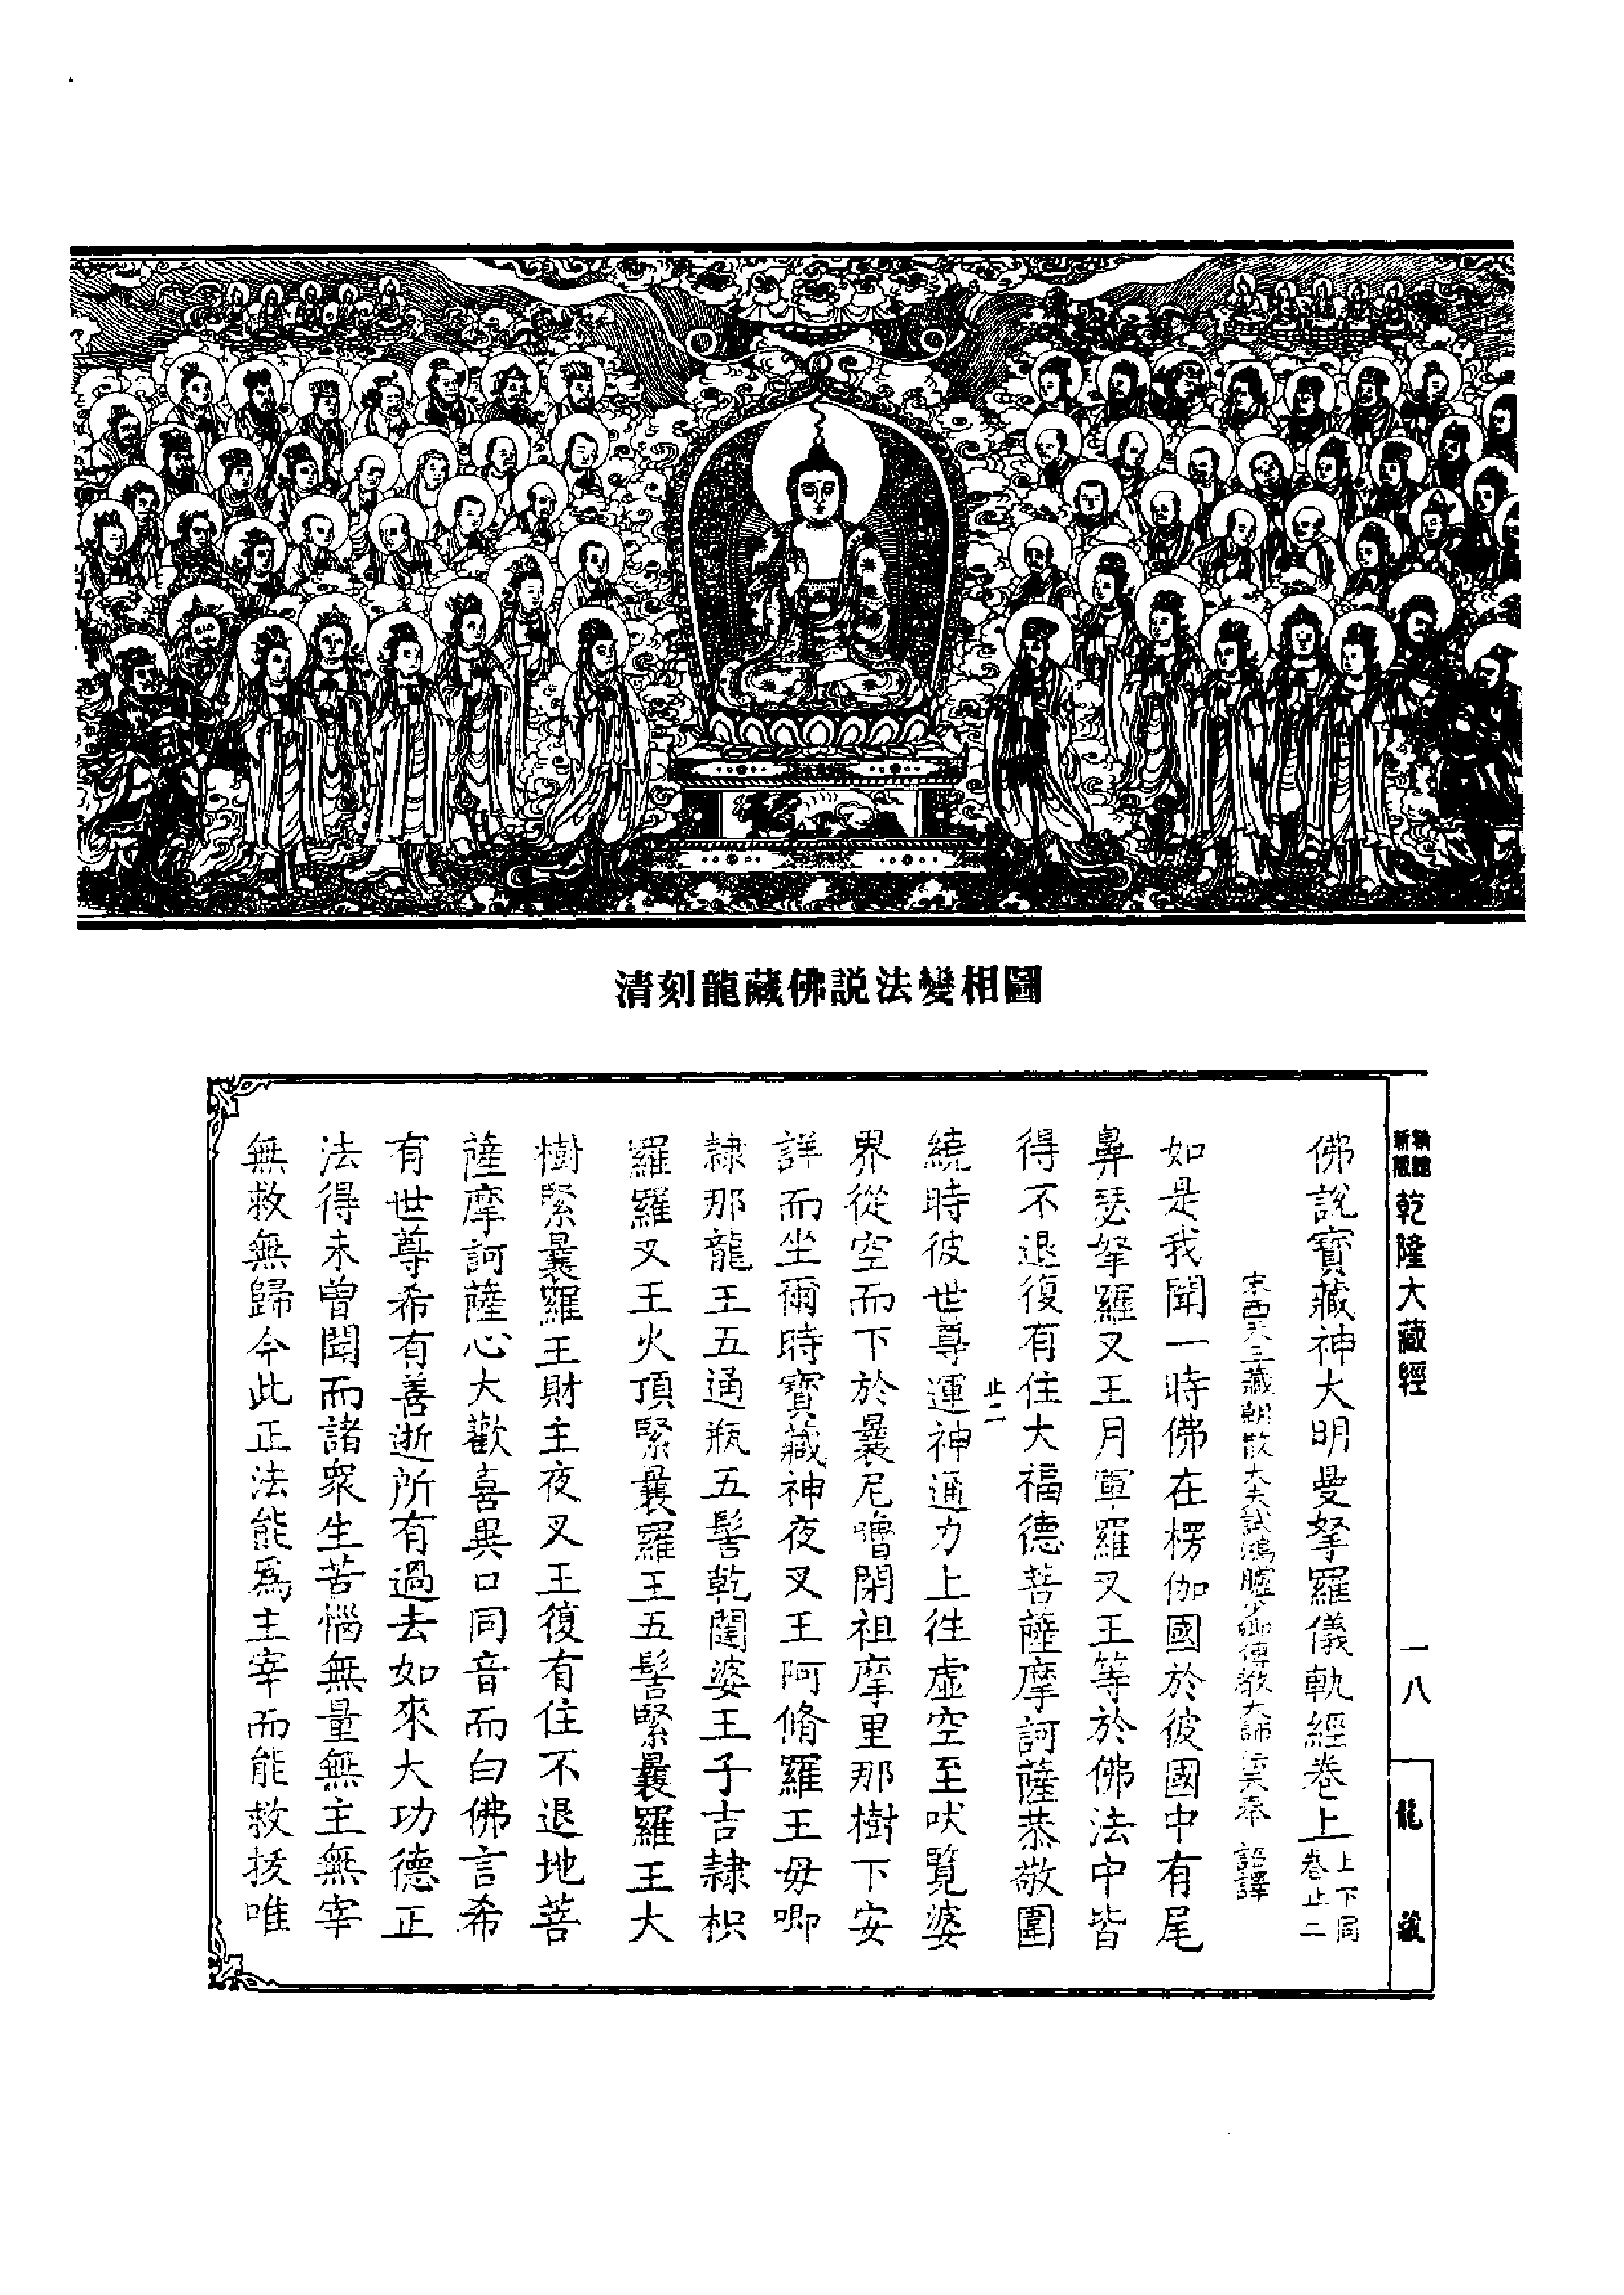 清刻龍藏佛説法變相圖
新編縮版
乾隆大藏經
一八
龍藏
佛說寶藏神大明曼拏羅儀軌經卷上
上下同卷 止二
宋西天三藏朝散大夫試鴻臚少卿傳教大師法天奉 詔譯
如是我聞一時佛在楞伽國於彼國中有尾
鼻瑟拏羅叉王月軍羅叉王等於佛法中皆
得不退復有住大福德菩薩摩訶薩恭敬圍
止二
繞時彼世尊運神通力上往虛空至吠覽婆
界從空而下於曩尼嚕閉祖摩里那樹下安
詳而坐爾時寶藏神夜叉王阿脩羅王毋唧
隷那龍王五通瓶五髻乾闥婆王子吉隷枳
羅羅叉王火頂緊曩羅王五髻緊曩羅王大
樹緊曩羅王財主夜叉王復有住不退地菩
薩摩訶薩心大歡喜異口同音而白佛言希
有世尊希有善逝所有過去如來大功德正
法得未曾聞而諸衆生苦惱無量無主無宰
無救無歸今此正法能爲主宰而能救拔唯